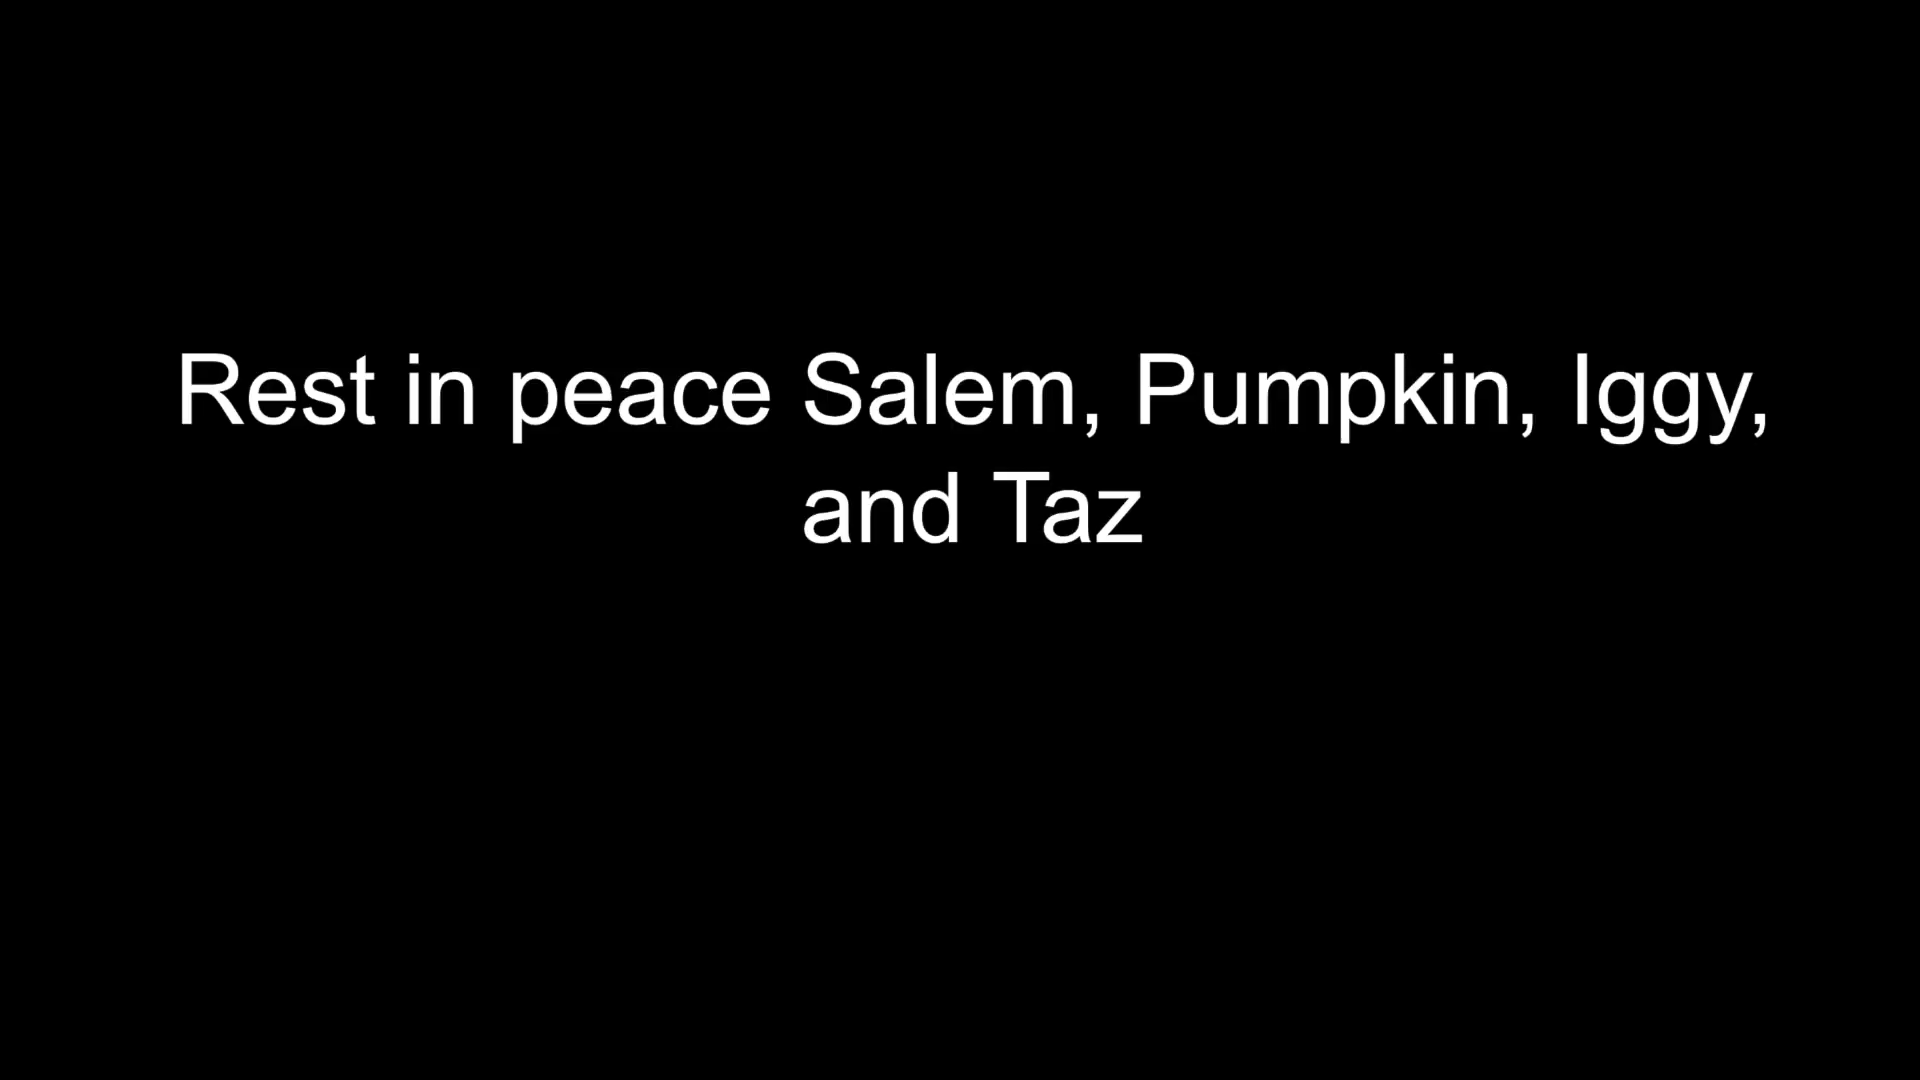 Rest in peace Salem, Pumpkin, Iggy,
and Taz